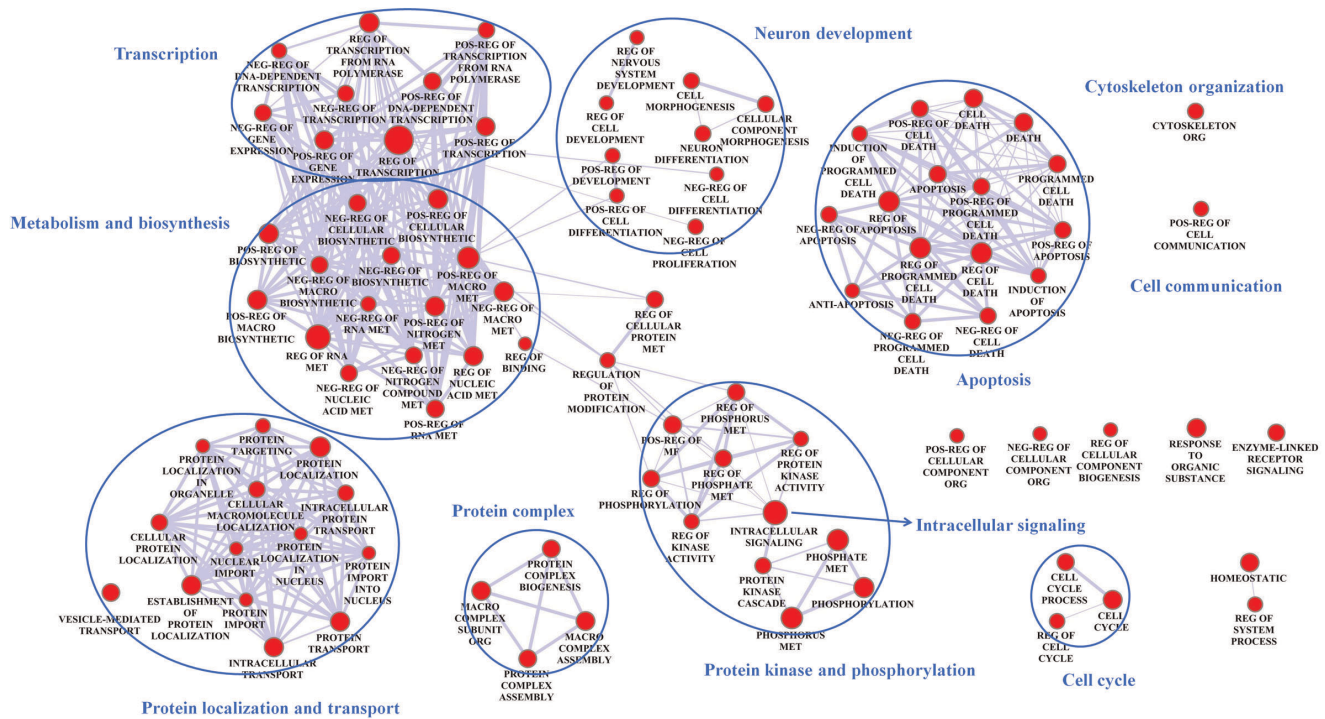 Transcription
REG OF
TRANSCRIPTION
FROM RNA
POLYMERASE
POS-REG OF
TRANSCRIPTION
FROM RNA
POLYMERASE
NEG-REG OF
DNA-DEPENDENT
TRANSCRIPTION
NEG-REG OF
TRANSCRIPTION
POS-REG OF
DNA-DEPENDENT
TRANSCRIPTION
NEG-REG OF
GENE
EXPRESSION
POS-REG OF
GENE
EXPRESSION
REG OF
TRANSCRIPTION
POS-REG OF
TRANSCRIPTION
Neuron development
REG OF
NERVOUS
SYSTEM
DEVELOPMENT
CELL
MORPHOGENESIS
CELLULAR
COMPONENT
MORPHOGENESIS
REG OF
CELL
DEVELOPMENT
NEURON
DIFFERENTIATION
POS-REG OF
DEVELOPMENT
NEG-REG OF
CELL
DIFFERENTIATION
POS-REG OF
CELL
DIFFERENTIATION
NEG-REG OF
CELL
PROLIFERATION
POS-REG OF
CELL
DEATH
CELL
DEATH
DEATH
INDUCTION
OF
PROGRAMMED
CELL DEATH
PROGRAMMED
CELL
DEATH
APOPTOSIS
POS-REG OF
PROGRAMMED
CELL
DEATH
REG OF
APOPTOSIS
NEG-REG OF
APOPTOSIS
POS-REG OF
APOPTOSIS
REG OF
PROGRAMMED
CELL
DEATH
REG OF
CELL
DEATH
INDUCTION
OF
APOPTOSIS
ANTI-APOPTOSIS
NEG-REG OF
PROGRAMMED
CELL
DEATH
NEG-REG OF
CELL DEATH
Apoptosis
Cytoskeleton organization
CYTOSKELETON
ORG
POS-REG OF
CELL
COMMUNICATION
Cell communication
Metabolism and biosynthesis
NEG-REG OF
CELLULAR
BIOSYNTHETIC
POS-REG OF
CELLULAR
BIOSYNTHETIC
POS-REG OF
BIOSYNTHETIC
NEG-REG OF
MACRO
BIOSYNTHETIC
NEG-REG OF
BIOSYNTHETIC
POS-REG OF
MACRO MET
NEG-REG OF
MACRO
MET
POS-REG OF
MACRO
BIOSYNTHETIC
NEG-REG OF
RNA MET
POS-REG OF
NITROGEN
MET
REG OF RNA
MET
REG OF
BINDING
NEG-REG OF
NUCLEIC
ACID MET
NEG-REG OF
NITROGEN
COMPOUND
MET
REG OF
NUCLEIC
ACID MET
POS-REG OF
RNA MET
REG OF
CELLULAR
PROTEIN
MET
REGULATION
OF
PROTEIN
MODIFICATION
REG OF
PHOSPHORUS
MET
POS-REG OF
MF
REG OF
PROTEIN
KINASE
ACTIVITY
REG OF
PHOSPHATE
MET
REG OF
PHOSPHORYLATION
REG OF
KINASE
ACTIVITY
INTRACELLULAR
SIGNALING
Intracellular signaling
PHOSPHATE
MET
PROTEIN
KINASE
CASCADE
PHOSPHORYLATION
PHOSPHORUS
MET
Protein kinase and phosphorylation
POS-REG OF
CELLULAR
COMPONENT
ORG
NEG-REG OF
CELLULAR
COMPONENT
ORG
REG OF
CELLULAR
COMPONENT
BIOGENESIS
RESPONSE
TO
ORGANIC
SUBSTANCE
ENZYME-LINKED
RECEPTOR
SIGNALING
PROTEIN
TARGETING
PROTEIN
LOCALIZATION
IN
ORGANELLE
PROTEIN
LOCALIZATION
CELLULAR
MACROMOLECULE
LOCALIZATION
INTRACELLULAR
PROTEIN
TRANSPORT
CELLULAR
PROTEIN
LOCALIZATION
NUCLEAR
IMPORT
PROTEIN
LOCALIZATION
IN
NUCLEUS
PROTEIN
IMPORT
INTO
NUCLEUS
VESICLE-MEDIATED
TRANSPORT
ESTABLISHMENT
OF
PROTEIN
LOCALIZATION
PROTEIN
IMPORT
PROTEIN
TRANSPORT
INTRACELLULAR
TRANSPORT
Protein localization and transport
Protein complex
PROTEIN
COMPLEX
BIOGENESIS
MACRO
COMPLEX
SUBUNIT
ORG
MACRO
COMPLEX
ASSEMBLY
PROTEIN
COMPLEX
ASSEMBLY
CELL
CYCLE
PROCESS
CELL
CYCLE
REG OF
CELL
CYCLE
Cell cycle
HOMEOSTATIC
REG OF
SYSTEM
PROCESS